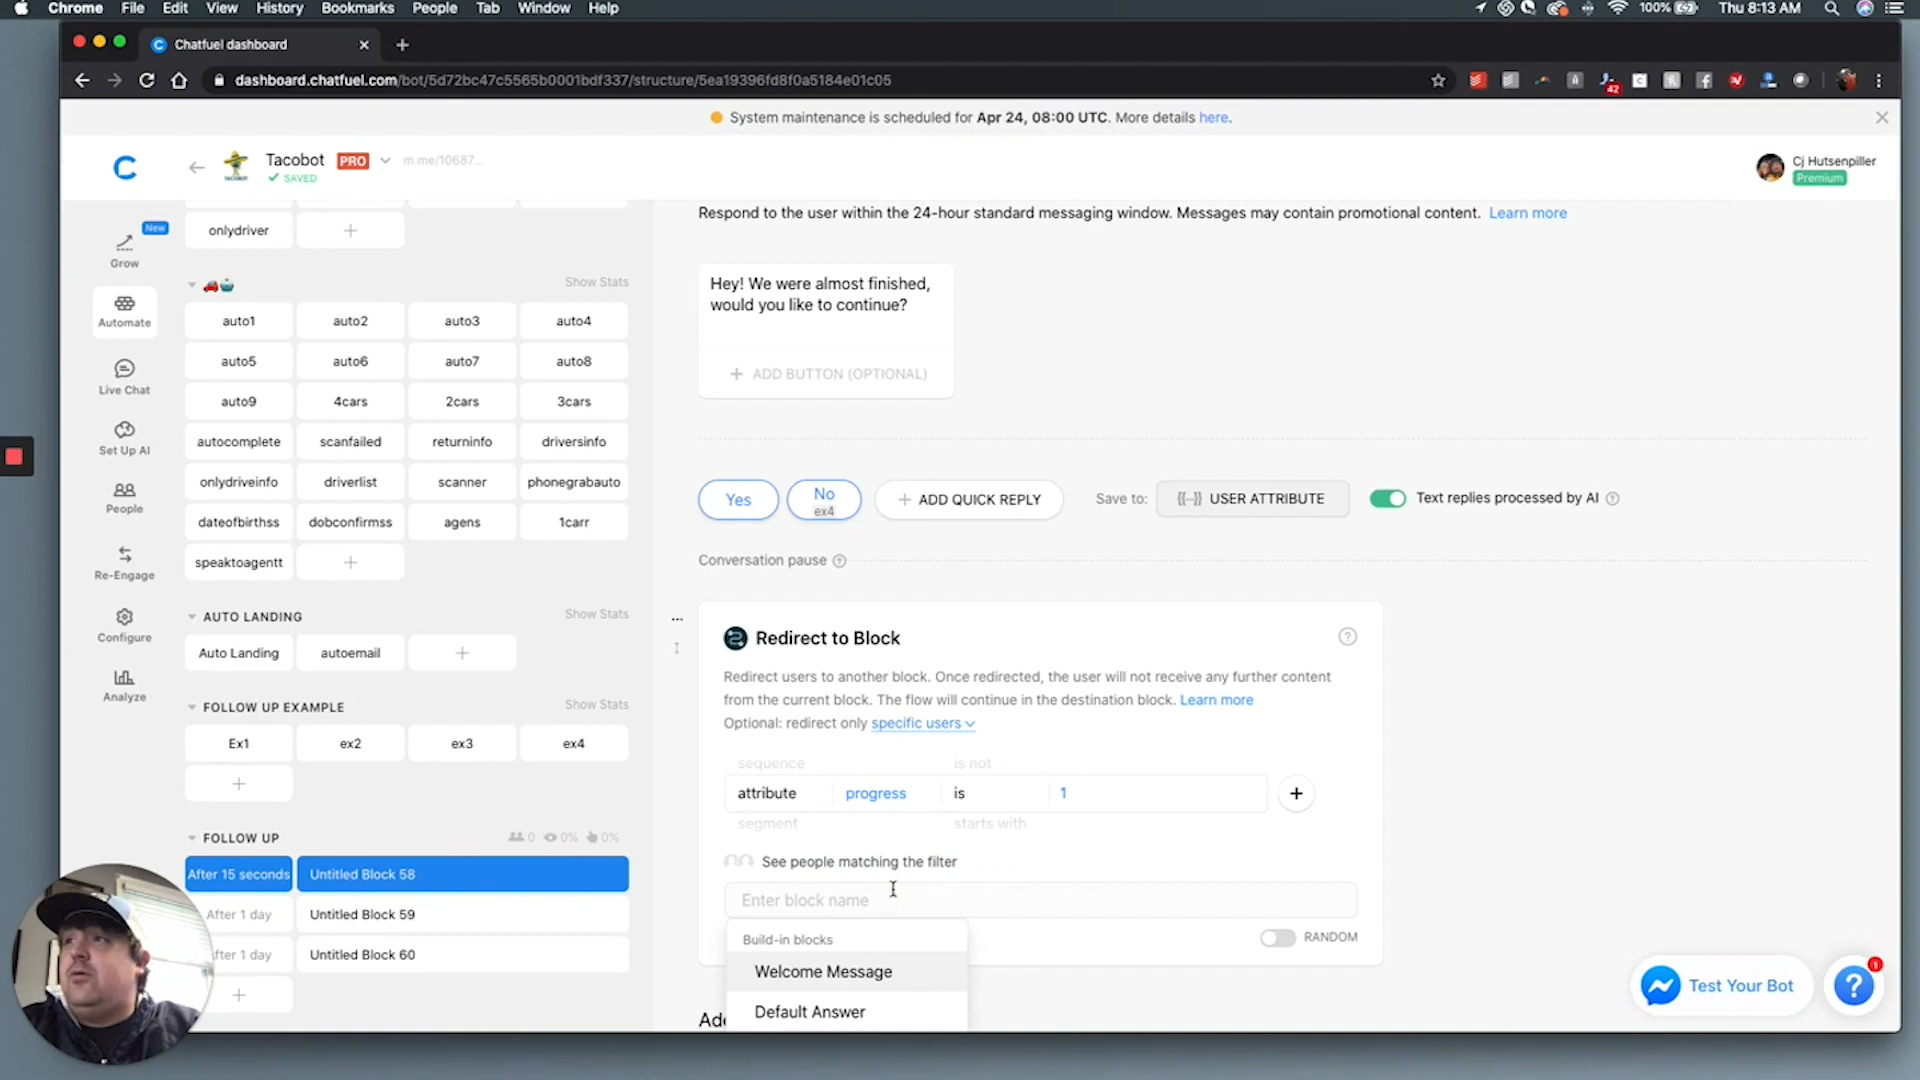 Chrome File Edit View History Bookmarks People Tab Window Help
100% Thu 8:13 AM
Chatfuel dashboard
dashboard.chatfuel.com/bot/5d72bc47c5565b0001bdf337/structure/5ea19396fd8f0a5184e01c05
42
System maintenance is scheduled for Apr 24, 08:00 UTC. More details here.
Tacobot PRO m.me/10687...
SAVED
Cj Hutsenpiller
Premium
New
Grow
Automate
Live Chat
Set Up AI
People
Re-Engage
Configure
Analyze
onlydriver
Show Stats
auto1 auto2 auto3 auto4
auto5 auto6 auto7 auto8
auto9 4cars 2cars 3cars
autocomplete scanfailed returninfo driversinfo
onlydriveinfo driverlist scanner phonegrabauto
dateofbirthss dobconfirmss agens 1carr
speaktoagentt
AUTO LANDING Show Stats
Auto Landing autoemail
FOLLOW UP EXAMPLE Show Stats
Ex1 ex2 ex3 ex4
FOLLOW UP 0 0% 0%
After 15 seconds Untitled Block 58
After 1 day Untitled Block 59
fter 1 day Untitled Block 60
Respond to the user within the 24-hour standard messaging window. Messages may contain promotional content. Learn more
Hey! We were almost finished,
would you like to continue?
ADD BUTTON (OPTIONAL)
Yes
No
ex4
ADD QUICK REPLY
Save to: USER ATTRIBUTE
Text replies processed by AI
Conversation pause
Redirect to Block
Redirect users to another block. Once redirected, the user will not receive any further content
from the current block. The flow will continue in the destination block. Learn more
Optional: redirect only specific users
sequence is not
attribute progress is 1
segment starts with
See people matching the filter
Enter block name
RANDOM
Build-in blocks
Welcome Message
Default Answer
Test Your Bot
1